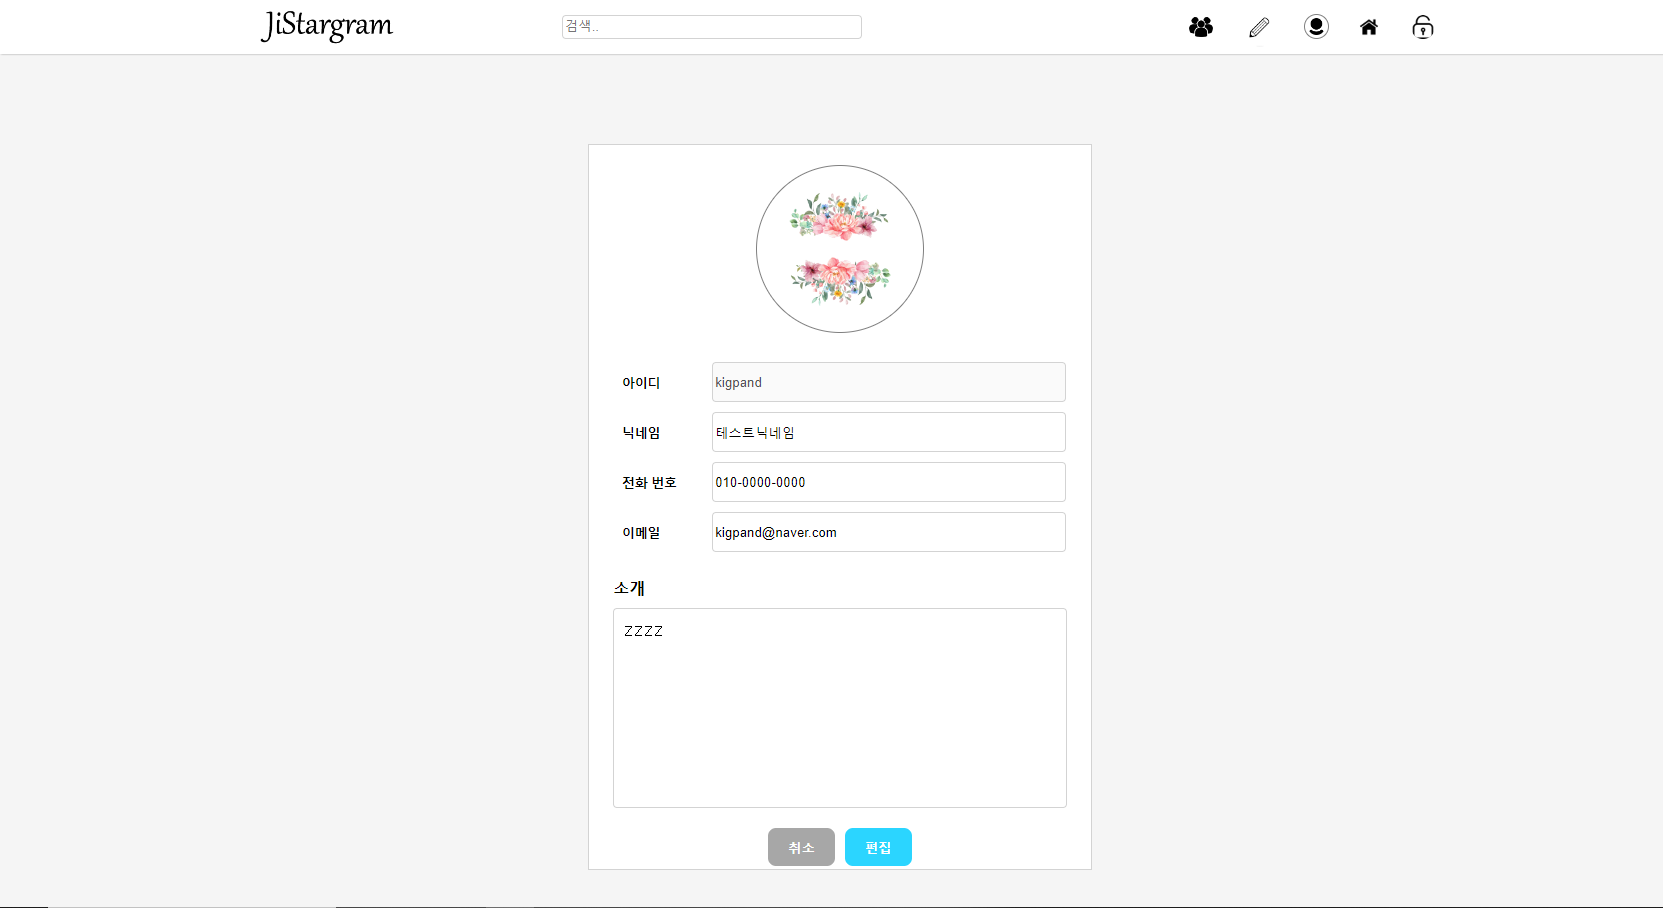 JiStargram
검색..
아이디
kigpand
닉네임
테스트닉네임
전화 번호
010-0000-0000
이메일
kigpand@naver.com
소개
ZZZZ
취소 편집